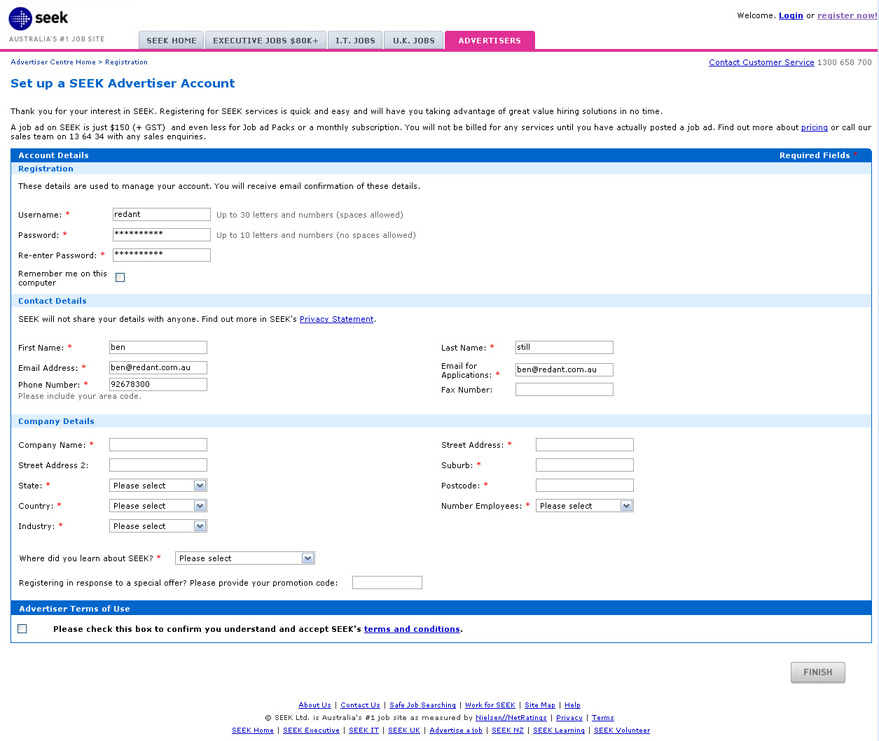 seek
Welcome. Login or register now!
AUSTRALIA'S #1 JOB SITE
SEEK HOME EXECUTIVE JOBS $80K+ I.T. JOBS U.K. JOBS ADVERTISERS
Advertiser Centre Home > Registration
Contact Customer Service 1300 658 700
Set up a SEEK Advertiser Account
Thank you for your interest in SEEK. Registering for SEEK services is quick and easy and will have you taking advantage of great value hiring solutions in no time.
A job ad on SEEK is just $150 (+ GST) and even less for Job ad Packs or a monthly subscription. You will not be billed for any services until you have actually posted a job ad. Find out more about pricing or call our
sales team on 13 64 34 with any sales enquiries.
Account Details Required Fields *
Registration
These details are used to manage your account. You will receive email confirmation of these details.
Username: * redant Up to 30 letters and numbers (spaces allowed)
Password: * ********** Up to 10 letters and numbers (no spaces allowed)
Re-enter Password: * **********
Remember me on this
computer
Contact Details
SEEK will not share your details with anyone. Find out more in SEEK's Privacy Statement.
First Name: * ben Last Name: * still
Email Address: * ben@redant.com.au Email for
Applications: * ben@redant.com.au
Phone Number: * 92678300 Fax Number:
Please include your area code.
Company Details
Company Name: * Street Address: *
Street Address 2: Suburb: *
State: * Please select Postcode: *
Country: * Please select Number Employees: * Please select
Industry: * Please select
Where did you learn about SEEK? * Please select
Registering in response to a special offer? Please provide your promotion code:
Advertiser Terms of Use
Please check this box to confirm you understand and accept SEEK's terms and conditions.
FINISH
About Us | Contact Us | Safe Job Searching | Work for SEEK | Site Map | Help
© SEEK Ltd. is Australia's #1 job site as measured by Nielsen//NetRatings | Privacy | Terms
SEEK Home | SEEK Executive | SEEK IT | SEEK UK | Advertise a job | SEEK NZ | SEEK Learning | SEEK Volunteer